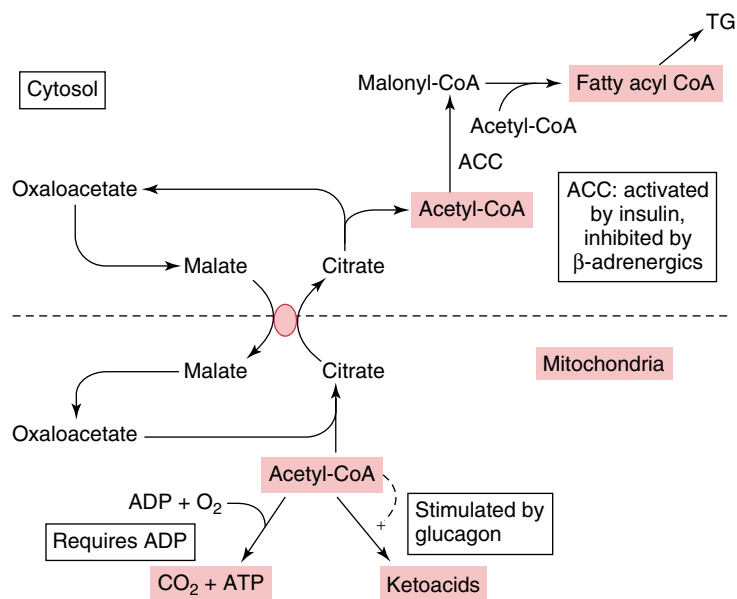 TG
Cytosol
Malonyl-CoA
Fatty acyl CoA
Acetyl-CoA
ACC
Oxaloacetate
Acetyl-CoA
ACC: activated
by insulin,
inhibited by
β-adrenergics
Malate
Citrate
Malate
Citrate
Mitochondria
Oxaloacetate
Acetyl-CoA
ADP + O₂
+
Stimulated by
glucagon
Requires ADP
CO₂ + ATP
Ketoacids